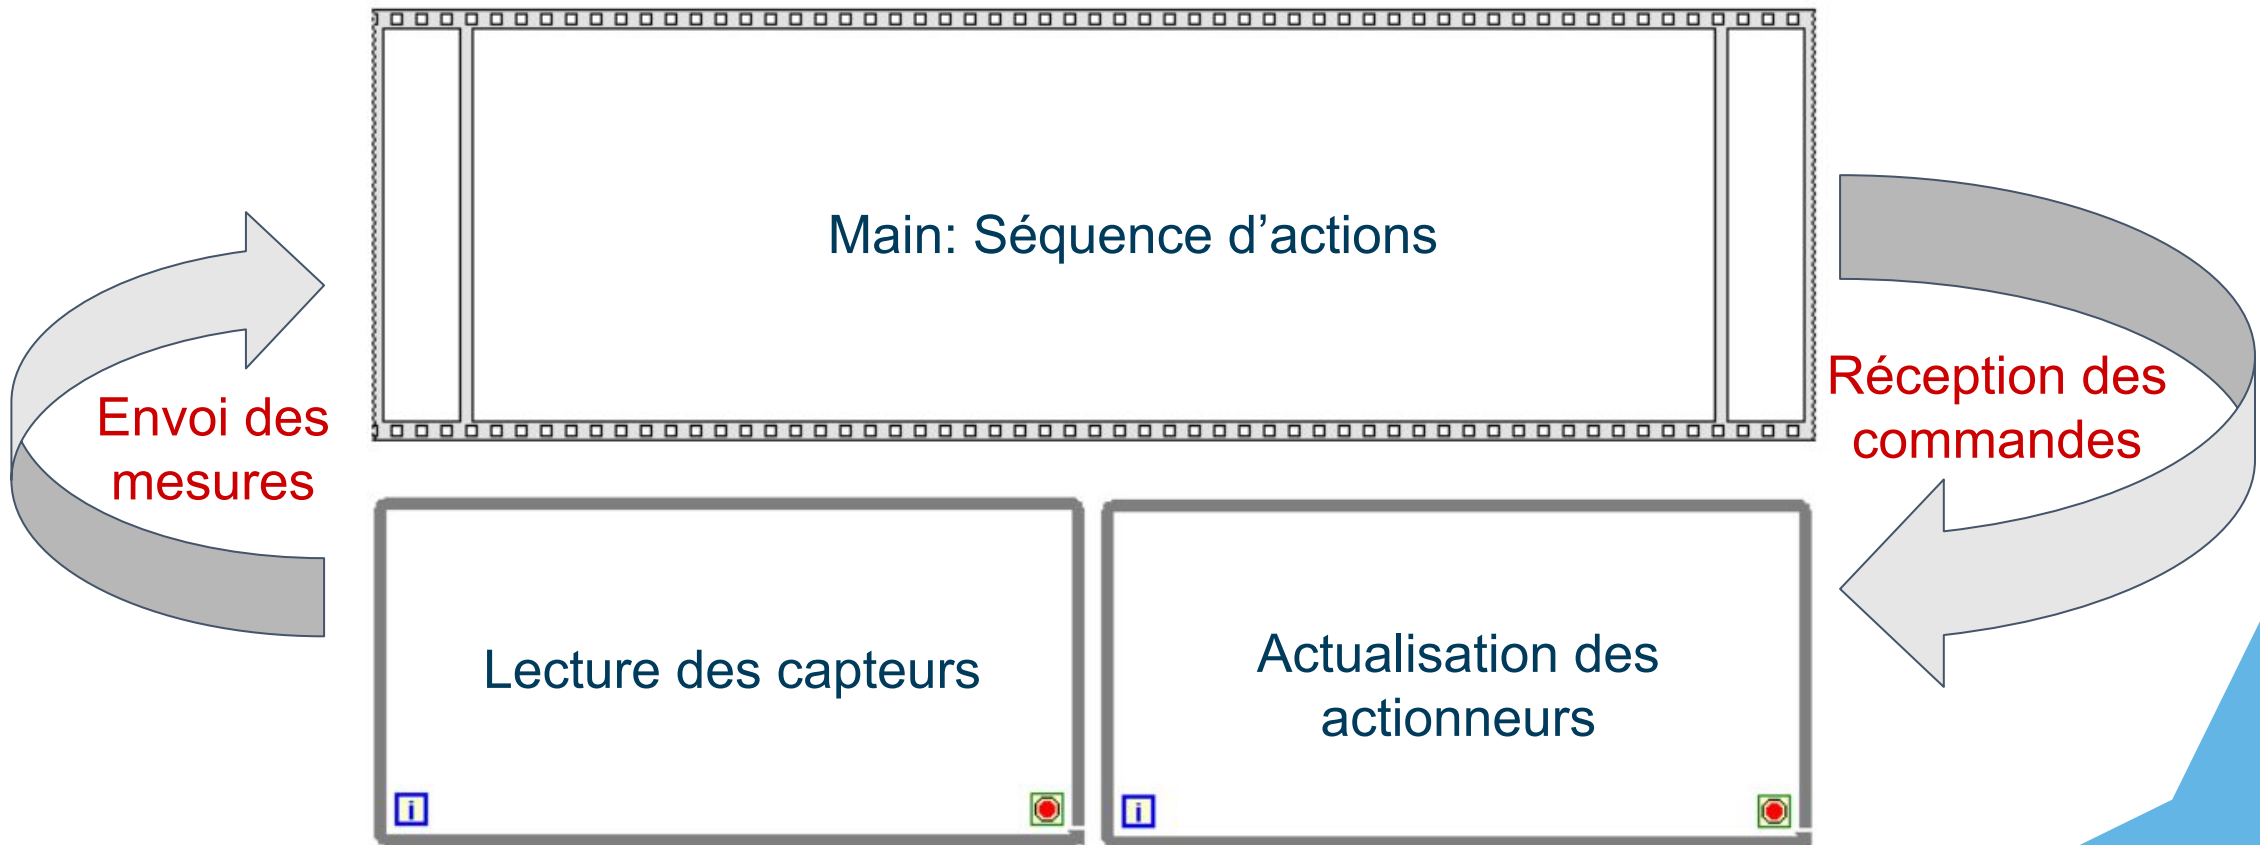 Main: Séquence d’actions
Envoi des
mesures
Réception des
commandes
Lecture des capteurs
Actualisation des
actionneurs
i
i